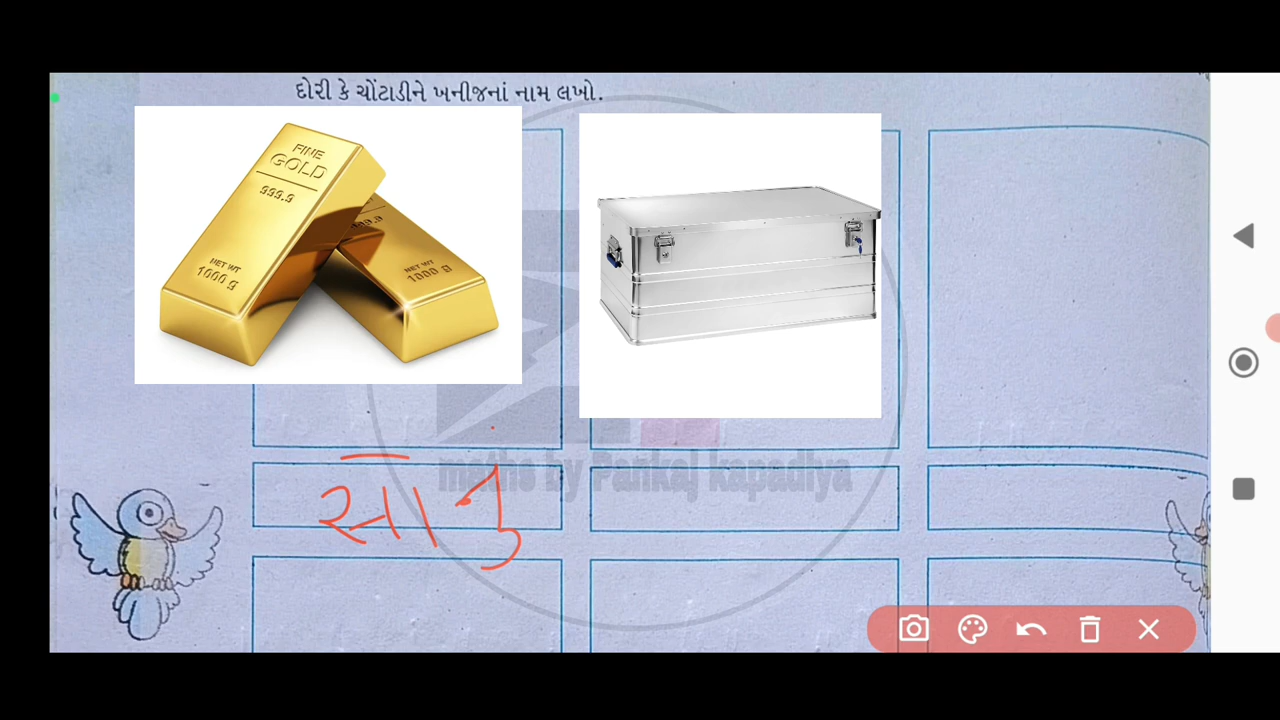 દોરી કે ચોંટાડીને ખનીજનાં નામ લખો.
FINE
GOLD
999.9
NET WT
1000 g
NET WT
1000 g
maths by Pankaj kapadiya